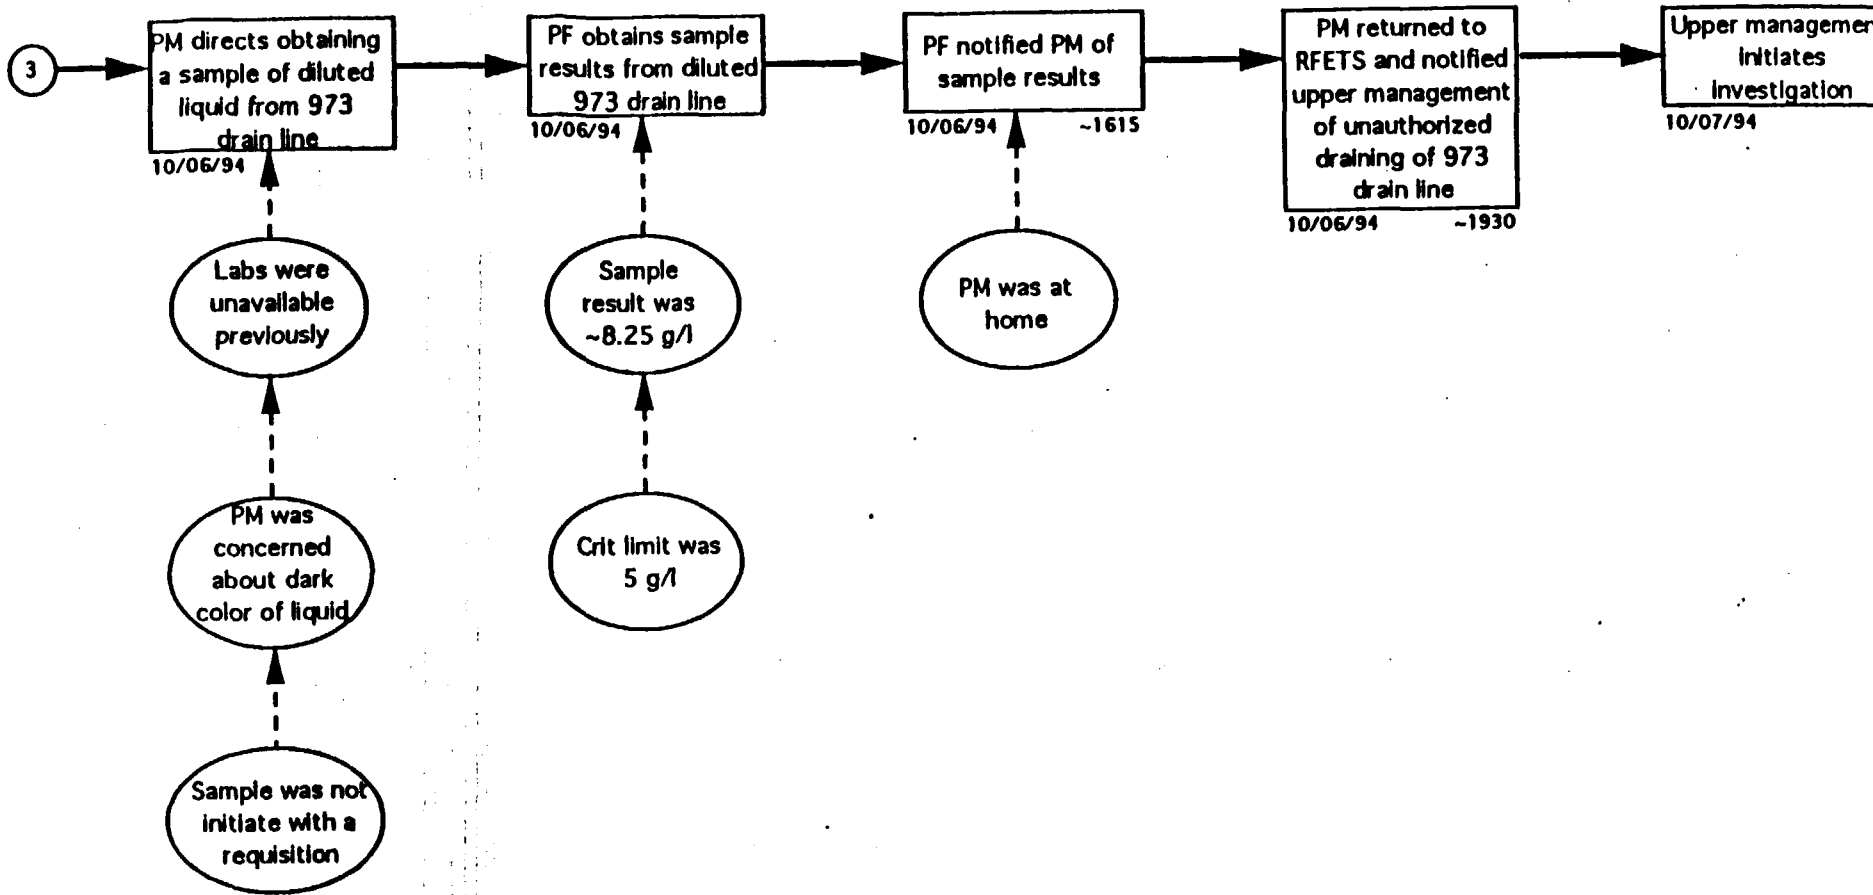 3
PM directs obtaining
a sample of diluted
liquid from 973
drain line
10/06/94
PF obtains sample
results from diluted
973 drain line
10/06/94
PF notified PM of
sample results
10/06/94 ~1615
PM returned to
RFETS and notified
upper management
of unauthorized
draining of 973
drain line
10/06/94 ~1930
Upper managemen
initiates
investigation
10/07/94
Labs were
unavailable
previously
PM was
concerned
about dark
color of liquid
Sample was not
initiate with a
requisition
Sample
result was
~8.25 g/l
Crit limit was
5 g/l
PM was at
home